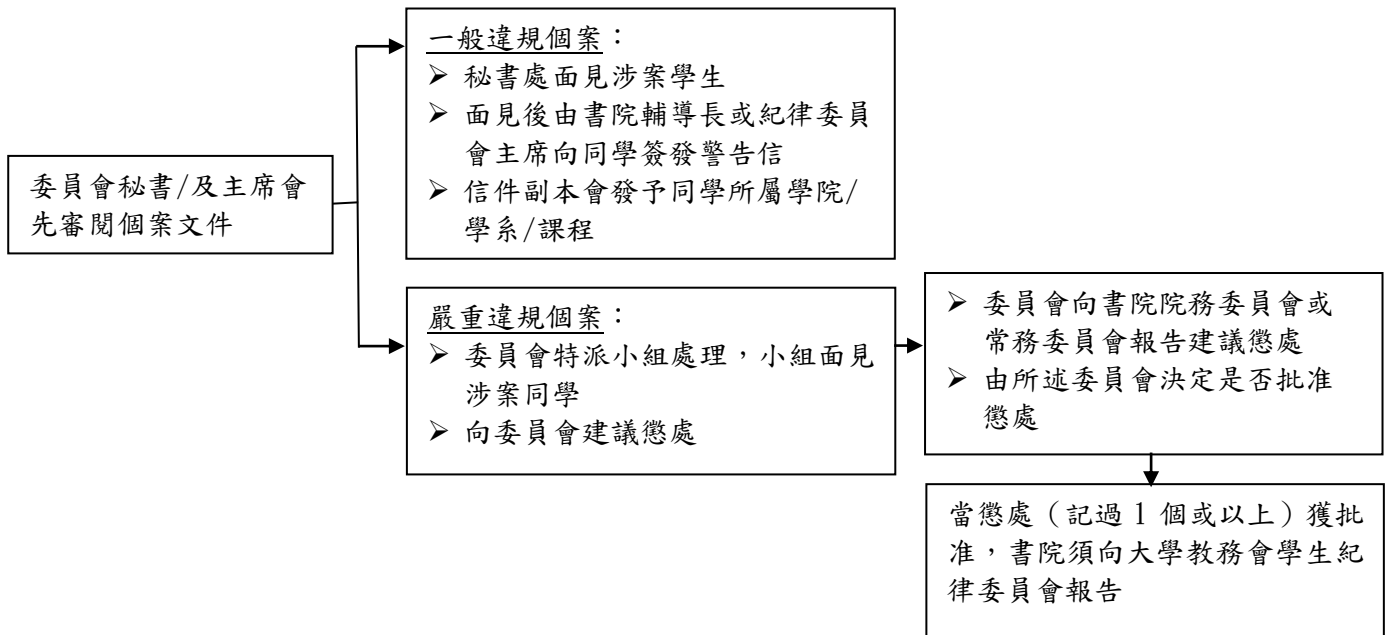 委員會秘書/及主席會
先審閱個案文件
一般違規個案：
➢ 秘書處面見涉案學生
➢ 面見後由書院輔導長或紀律委員
會主席向同學簽發警告信
➢ 信件副本會發予同學所屬學院/
學系/課程
嚴重違規個案：
➢ 委員會特派小組處理，小組面見
涉案同學
➢ 向委員會建議懲處
➢ 委員會向書院院務委員會或
常務委員會報告建議懲處
➢ 由所述委員會決定是否批准
懲處
當懲處（記過 1 個或以上）獲批
准，書院須向大學教務會學生紀
律委員會報告